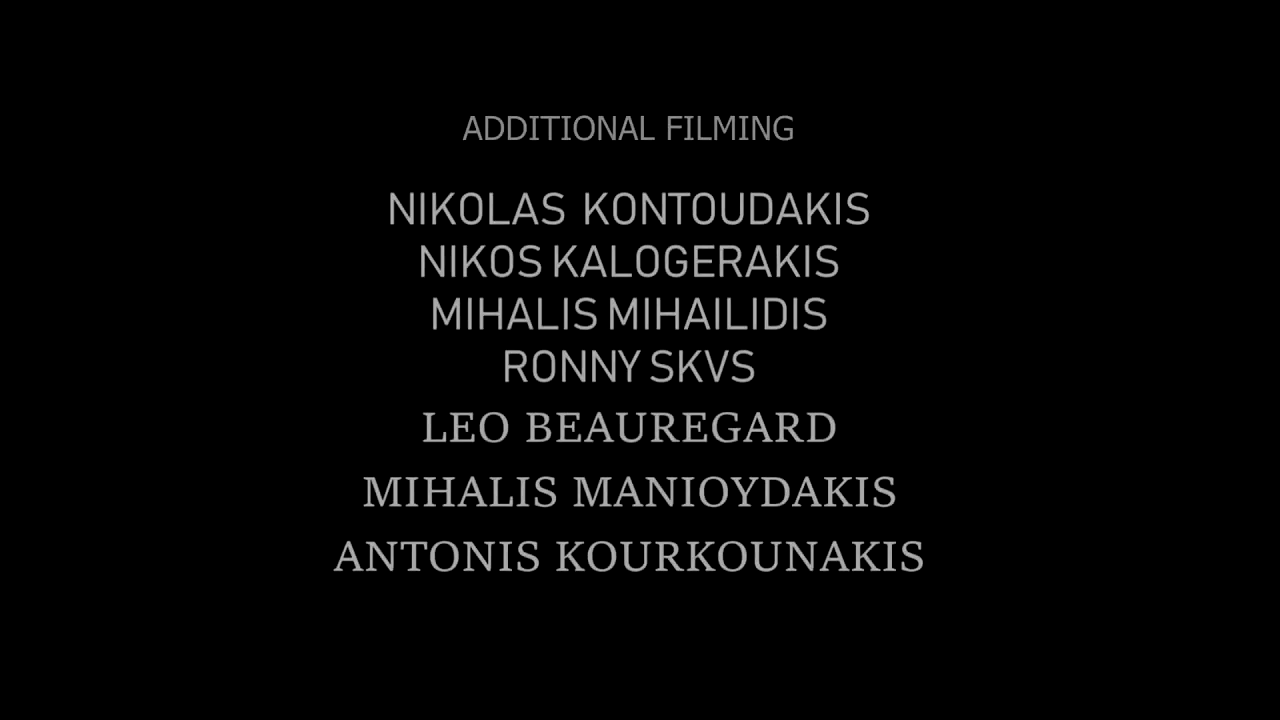 ADDITIONAL FILMING
NIKOLAS KONTOUDAKIS
NIKOS KALOGERAKIS
MIHALIS MIHAILIDIS
RONNY SKVS
LEO BEAUREGARD
MIHALIS MANIOYDAKIS
ANTONIS KOURKOUNAKIS